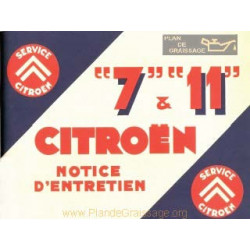 PLAN
DE
GRAISSAGE
SERVICE
CITROËN
"7" & "11"
CITROËN
NOTICE
D'ENTRETIEN
SERVICE
CITROËN
www.PlandeGraissage.org